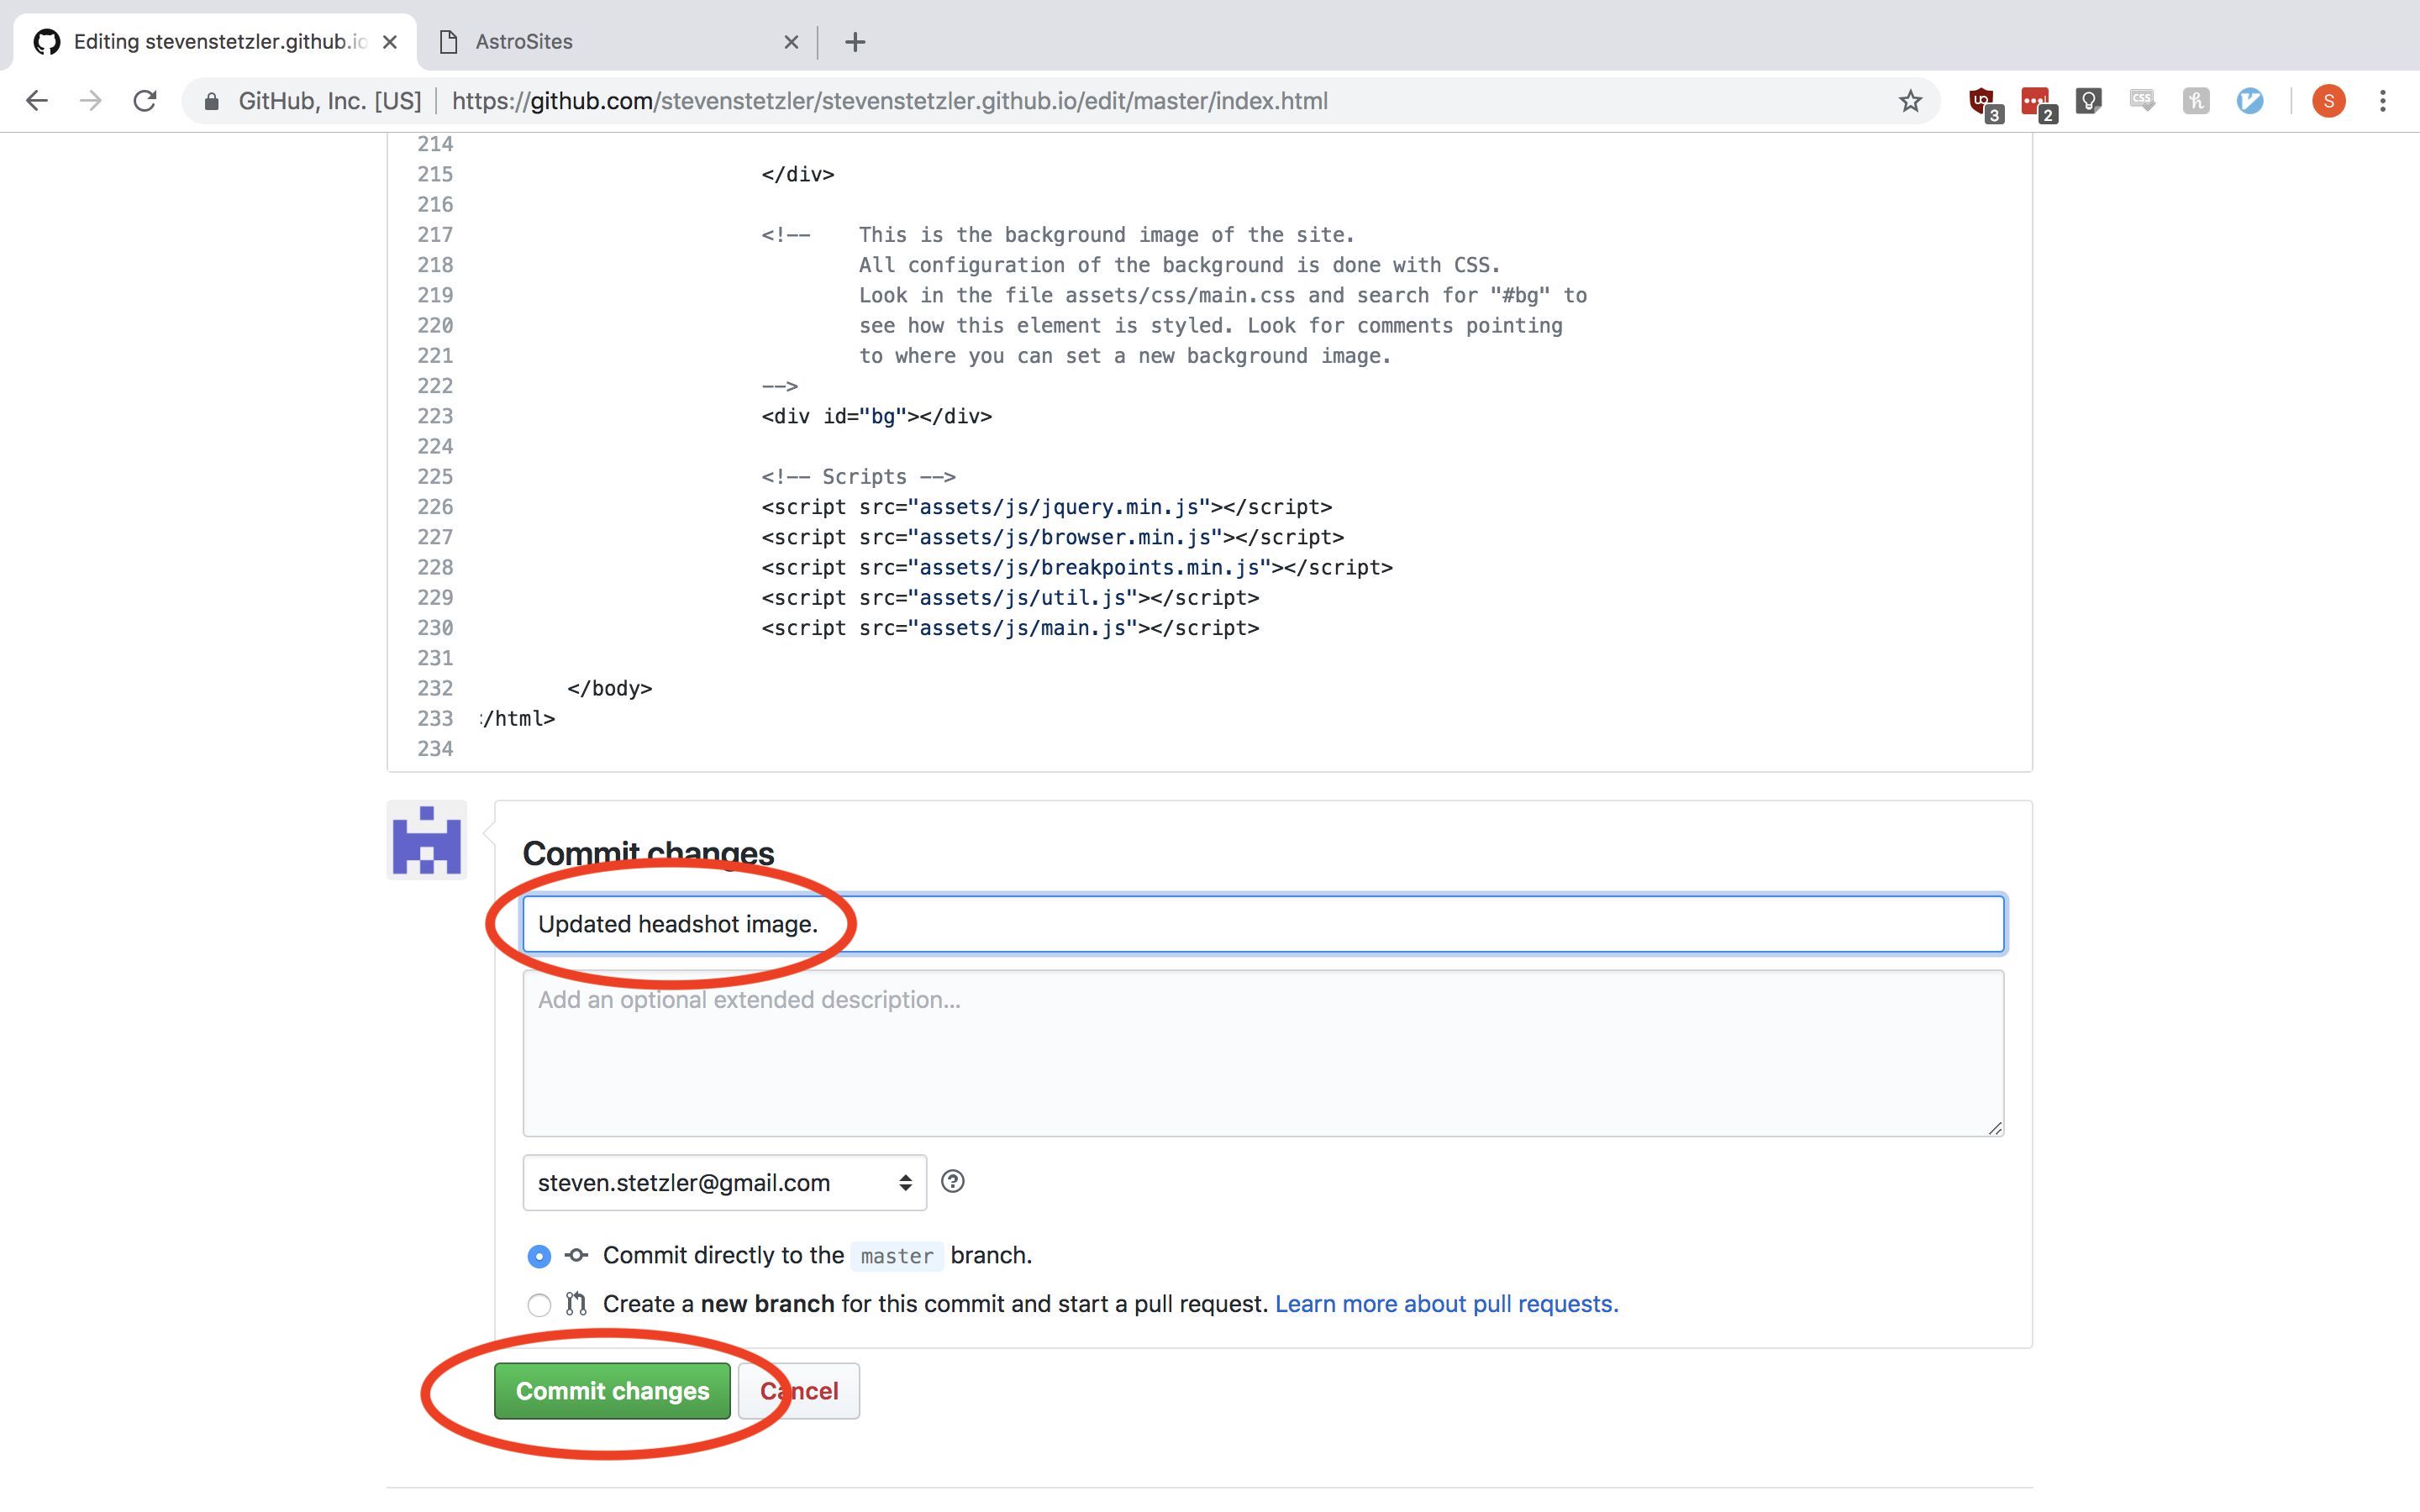 Editing stevenstetzler.github.io
AstroSites
GitHub, Inc. [US]
https://github.com/stevenstetzler/stevenstetzler.github.io/edit/master/index.html
3
2
CSS
S
214
215 </div>
216
217 <!-- This is the background image of the site.
218 All configuration of the background is done with CSS.
219 Look in the file assets/css/main.css and search for "#bg" to
220 see how this element is styled. Look for comments pointing
221 to where you can set a new background image.
222 -->
223 <div id="bg"></div>
224
225 <!-- Scripts -->
226 <script src="assets/js/jquery.min.js"></script>
227 <script src="assets/js/browser.min.js"></script>
228 <script src="assets/js/breakpoints.min.js"></script>
229 <script src="assets/js/util.js"></script>
230 <script src="assets/js/main.js"></script>
231
232 </body>
233 </html>
234
Commit changes
Updated headshot image.
Add an optional extended description...
steven.stetzler@gmail.com
Commit directly to the master branch.
Create a new branch for this commit and start a pull request. Learn more about pull requests.
Commit changes
Cancel